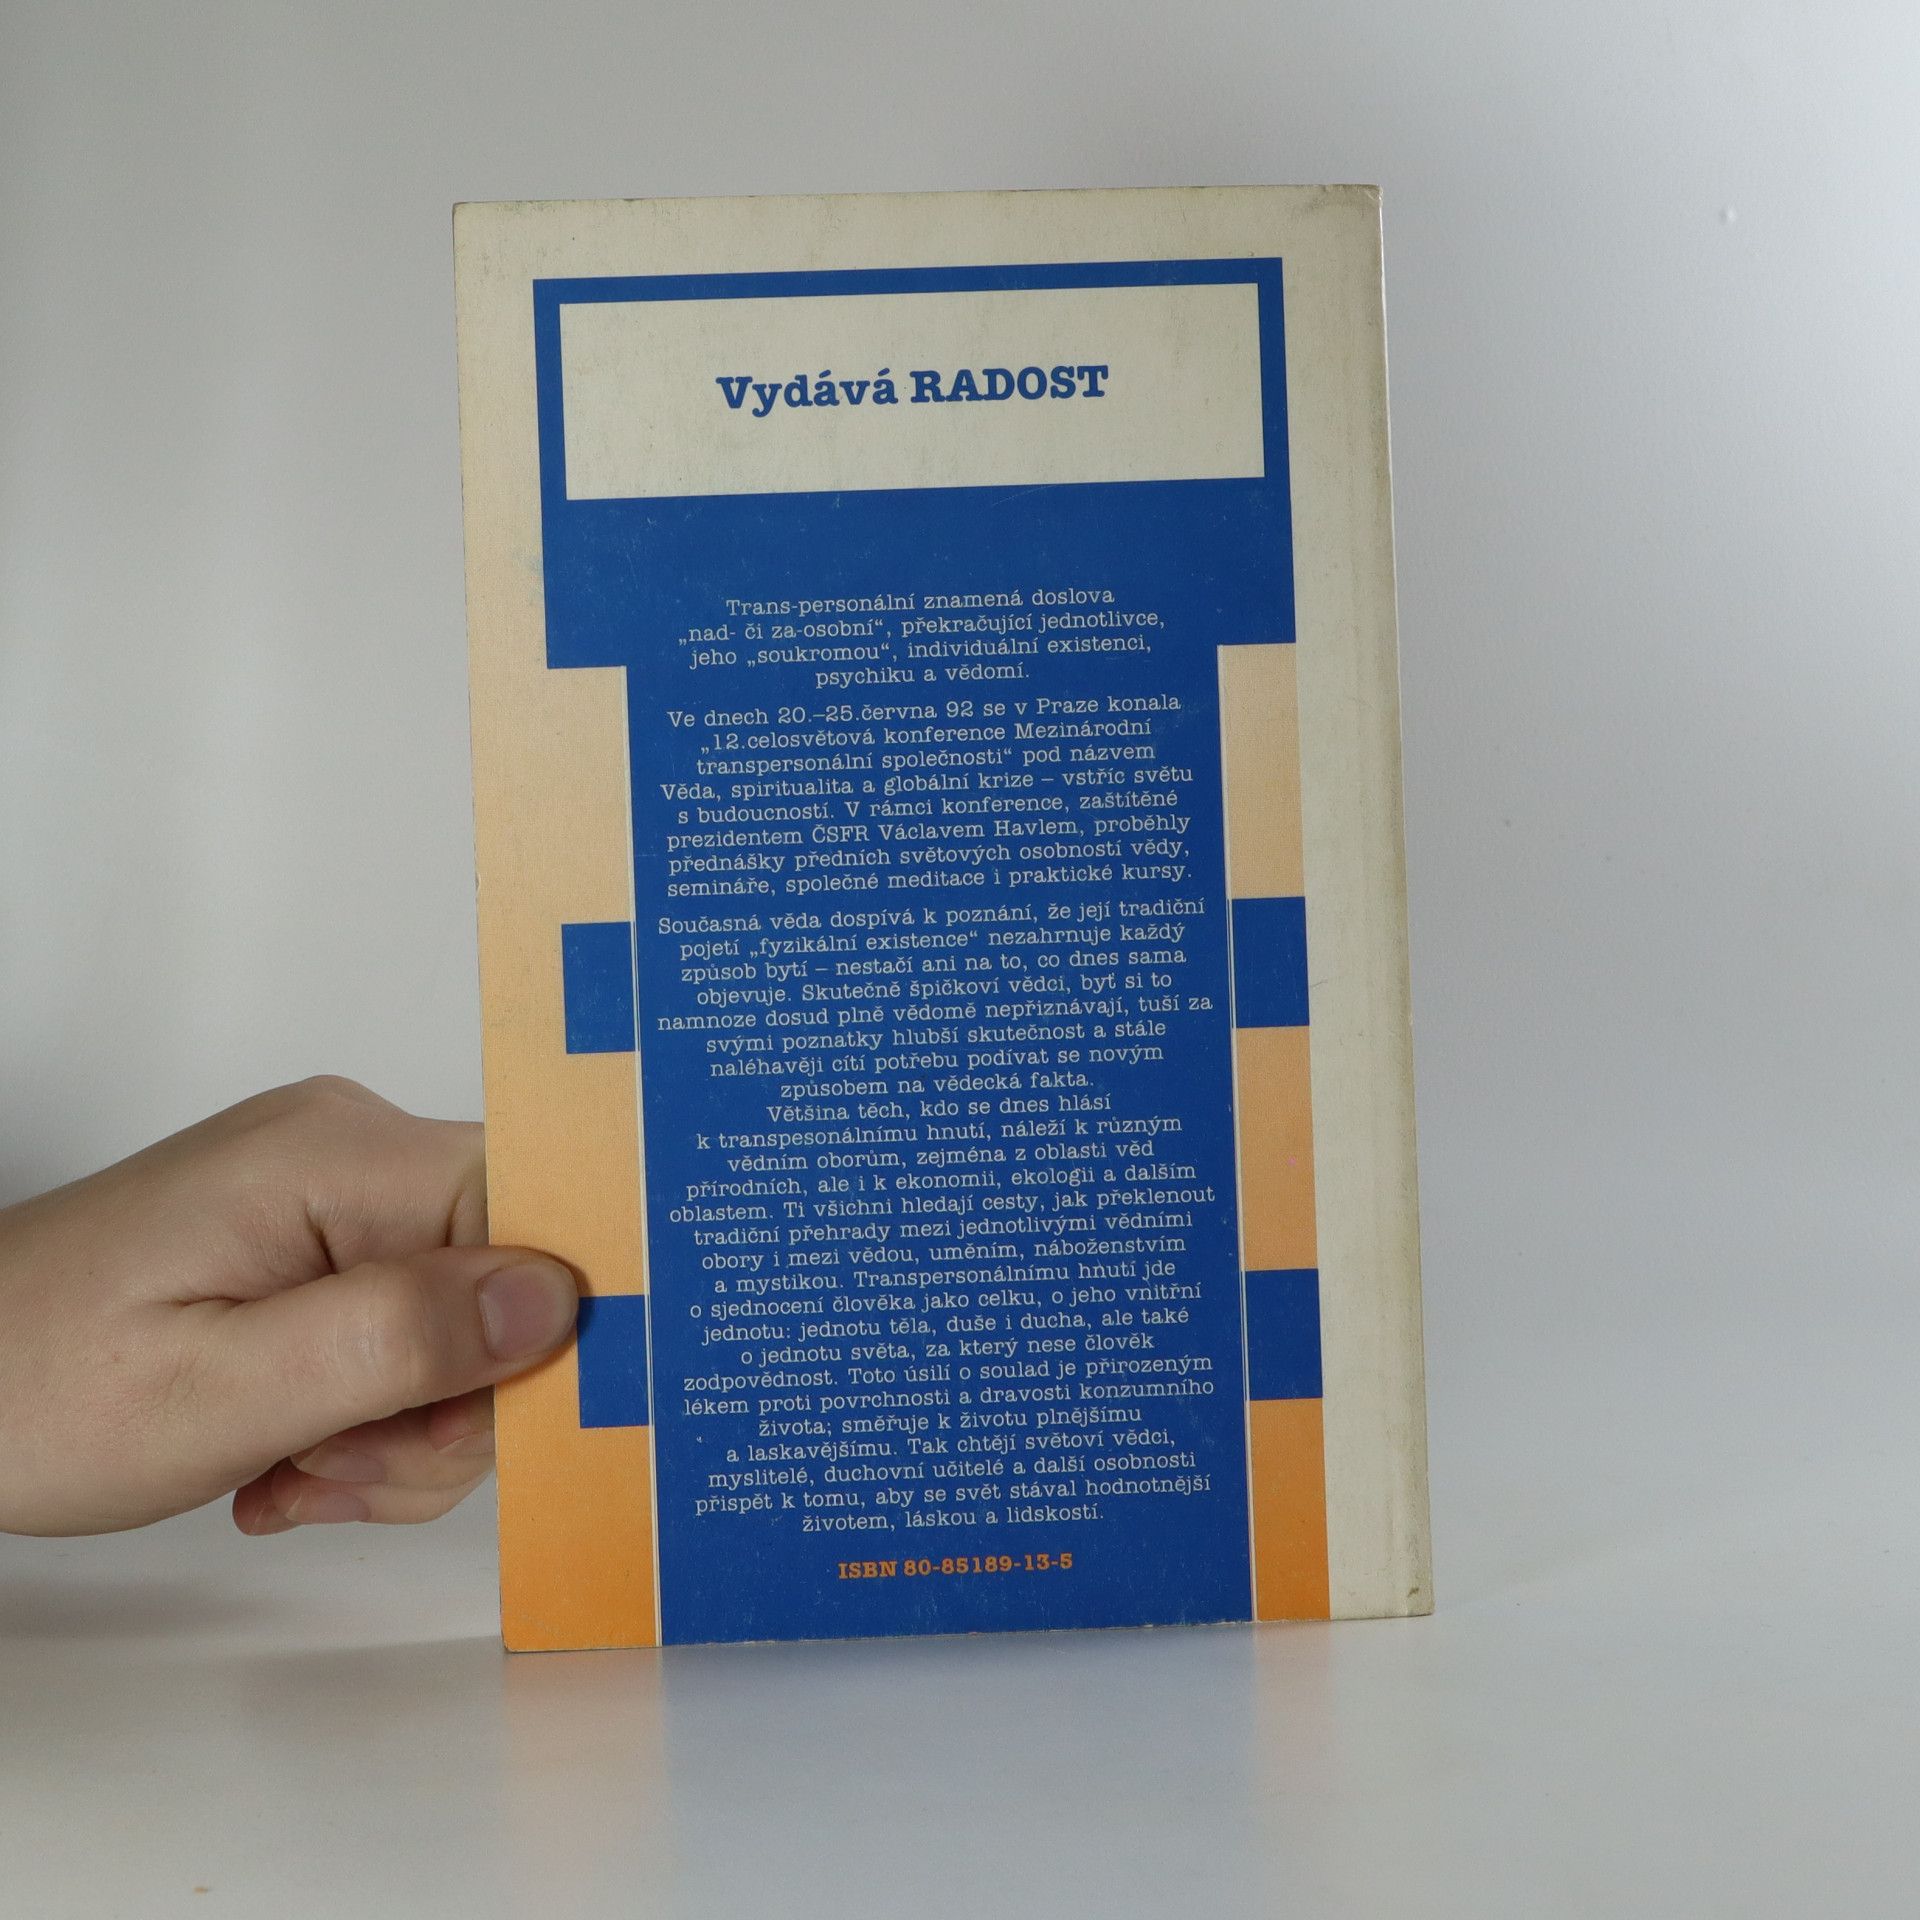 Vydává RADOST
Trans-personální znamená doslova
„nad- či za-osobní“, překračující jednotlivce,
jeho „soukromou“, individuální existenci,
psychiku a vědomí.
Ve dnech 20.–25.června 92 se v Praze konala
„12.celosvětová konference Mezinárodní
transpersonální společnosti“ pod názvem
Věda, spiritualita a globální krize – vstříc světu
s budoucností. V rámci konference, zaštítěné
prezidentem ČSFR Václavem Havlem, proběhly
přednášky předních světových osobností vědy,
semináře, společné meditace i praktické kursy.
Současná věda dospívá k poznání, že její tradiční
pojetí „fyzikální existence“ nezahrnuje každý
způsob bytí – nestačí ani na to, co dnes sama
objevuje. Skutečně špičkoví vědci, byť si to
namnoze dosud plně vědomě nepřiznávají, tuší za
svými poznatky hlubší skutečnost a stále
naléhavěji cítí potřebu podívat se novým
způsobem na vědecká fakta.
Většina těch, kdo se dnes hlásí
k transpesonálnímu hnutí, náleží k různým
vědním oborům, zejména z oblasti věd
přírodních, ale i k ekonomii, ekologii a dalším
oblastem. Ti všichni hledají cesty, jak překlenout
tradiční přehrady mezi jednotlivými vědními
obory i mezi vědou, uměním, náboženstvím
a mystikou. Transpersonálnímu hnutí jde
o sjednocení člověka jako celku, o jeho vnitřní
jednotu: jednotu těla, duše i ducha, ale také
o jednotu světa, za který nese člověk
zodpovědnost. Toto úsilí o soulad je přirozeným
lékem proti povrchnosti a dravosti konzumního
života; směřuje k životu plnějšímu
a laskavějšímu. Tak chtějí světoví vědci,
myslitelé, duchovní učitelé a další osobnosti
přispět k tomu, aby se svět stával hodnotnější
životem, láskou a lidskostí.
ISBN 80-85189-13-5